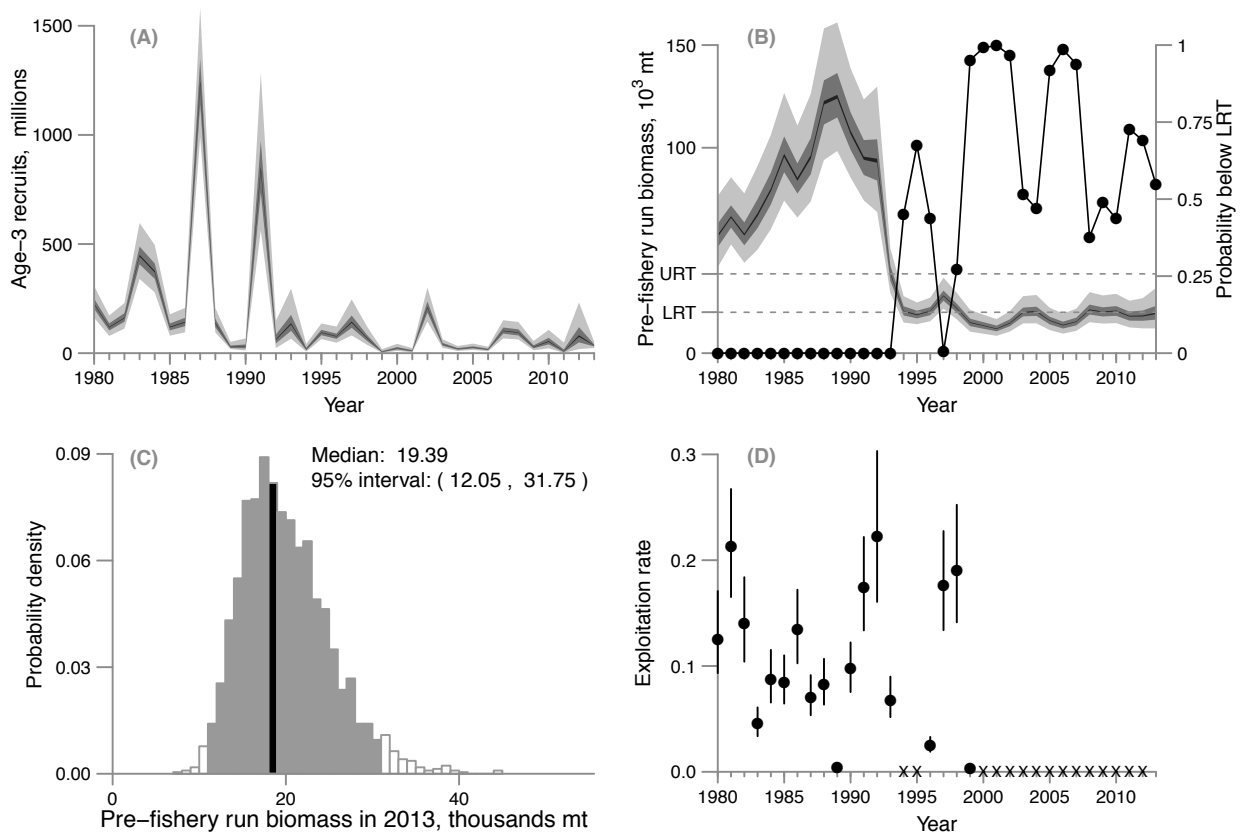 (A)
Age−3 recruits, millions
1500
1000
500
0
1980 1985 1990 1995 2000 2005 2010
Year
(B)
Pre−fishery run biomass, 10³ mt
150
100
URT
LRT
0
1
0.75
0.5
0.25
0
Probability below LRT
1980 1985 1990 1995 2000 2005 2010
Year
(C)
Median: 19.39
95% interval: ( 12.05 , 31.75 )
Probability density
0.09
0.06
0.03
0.00
0 20 40
Pre−fishery run biomass in 2013, thousands mt
(D)
Exploitation rate
0.3
0.2
0.1
0.0
x x x x x x x x x x x x x x x
1980 1985 1990 1995 2000 2005 2010
Year